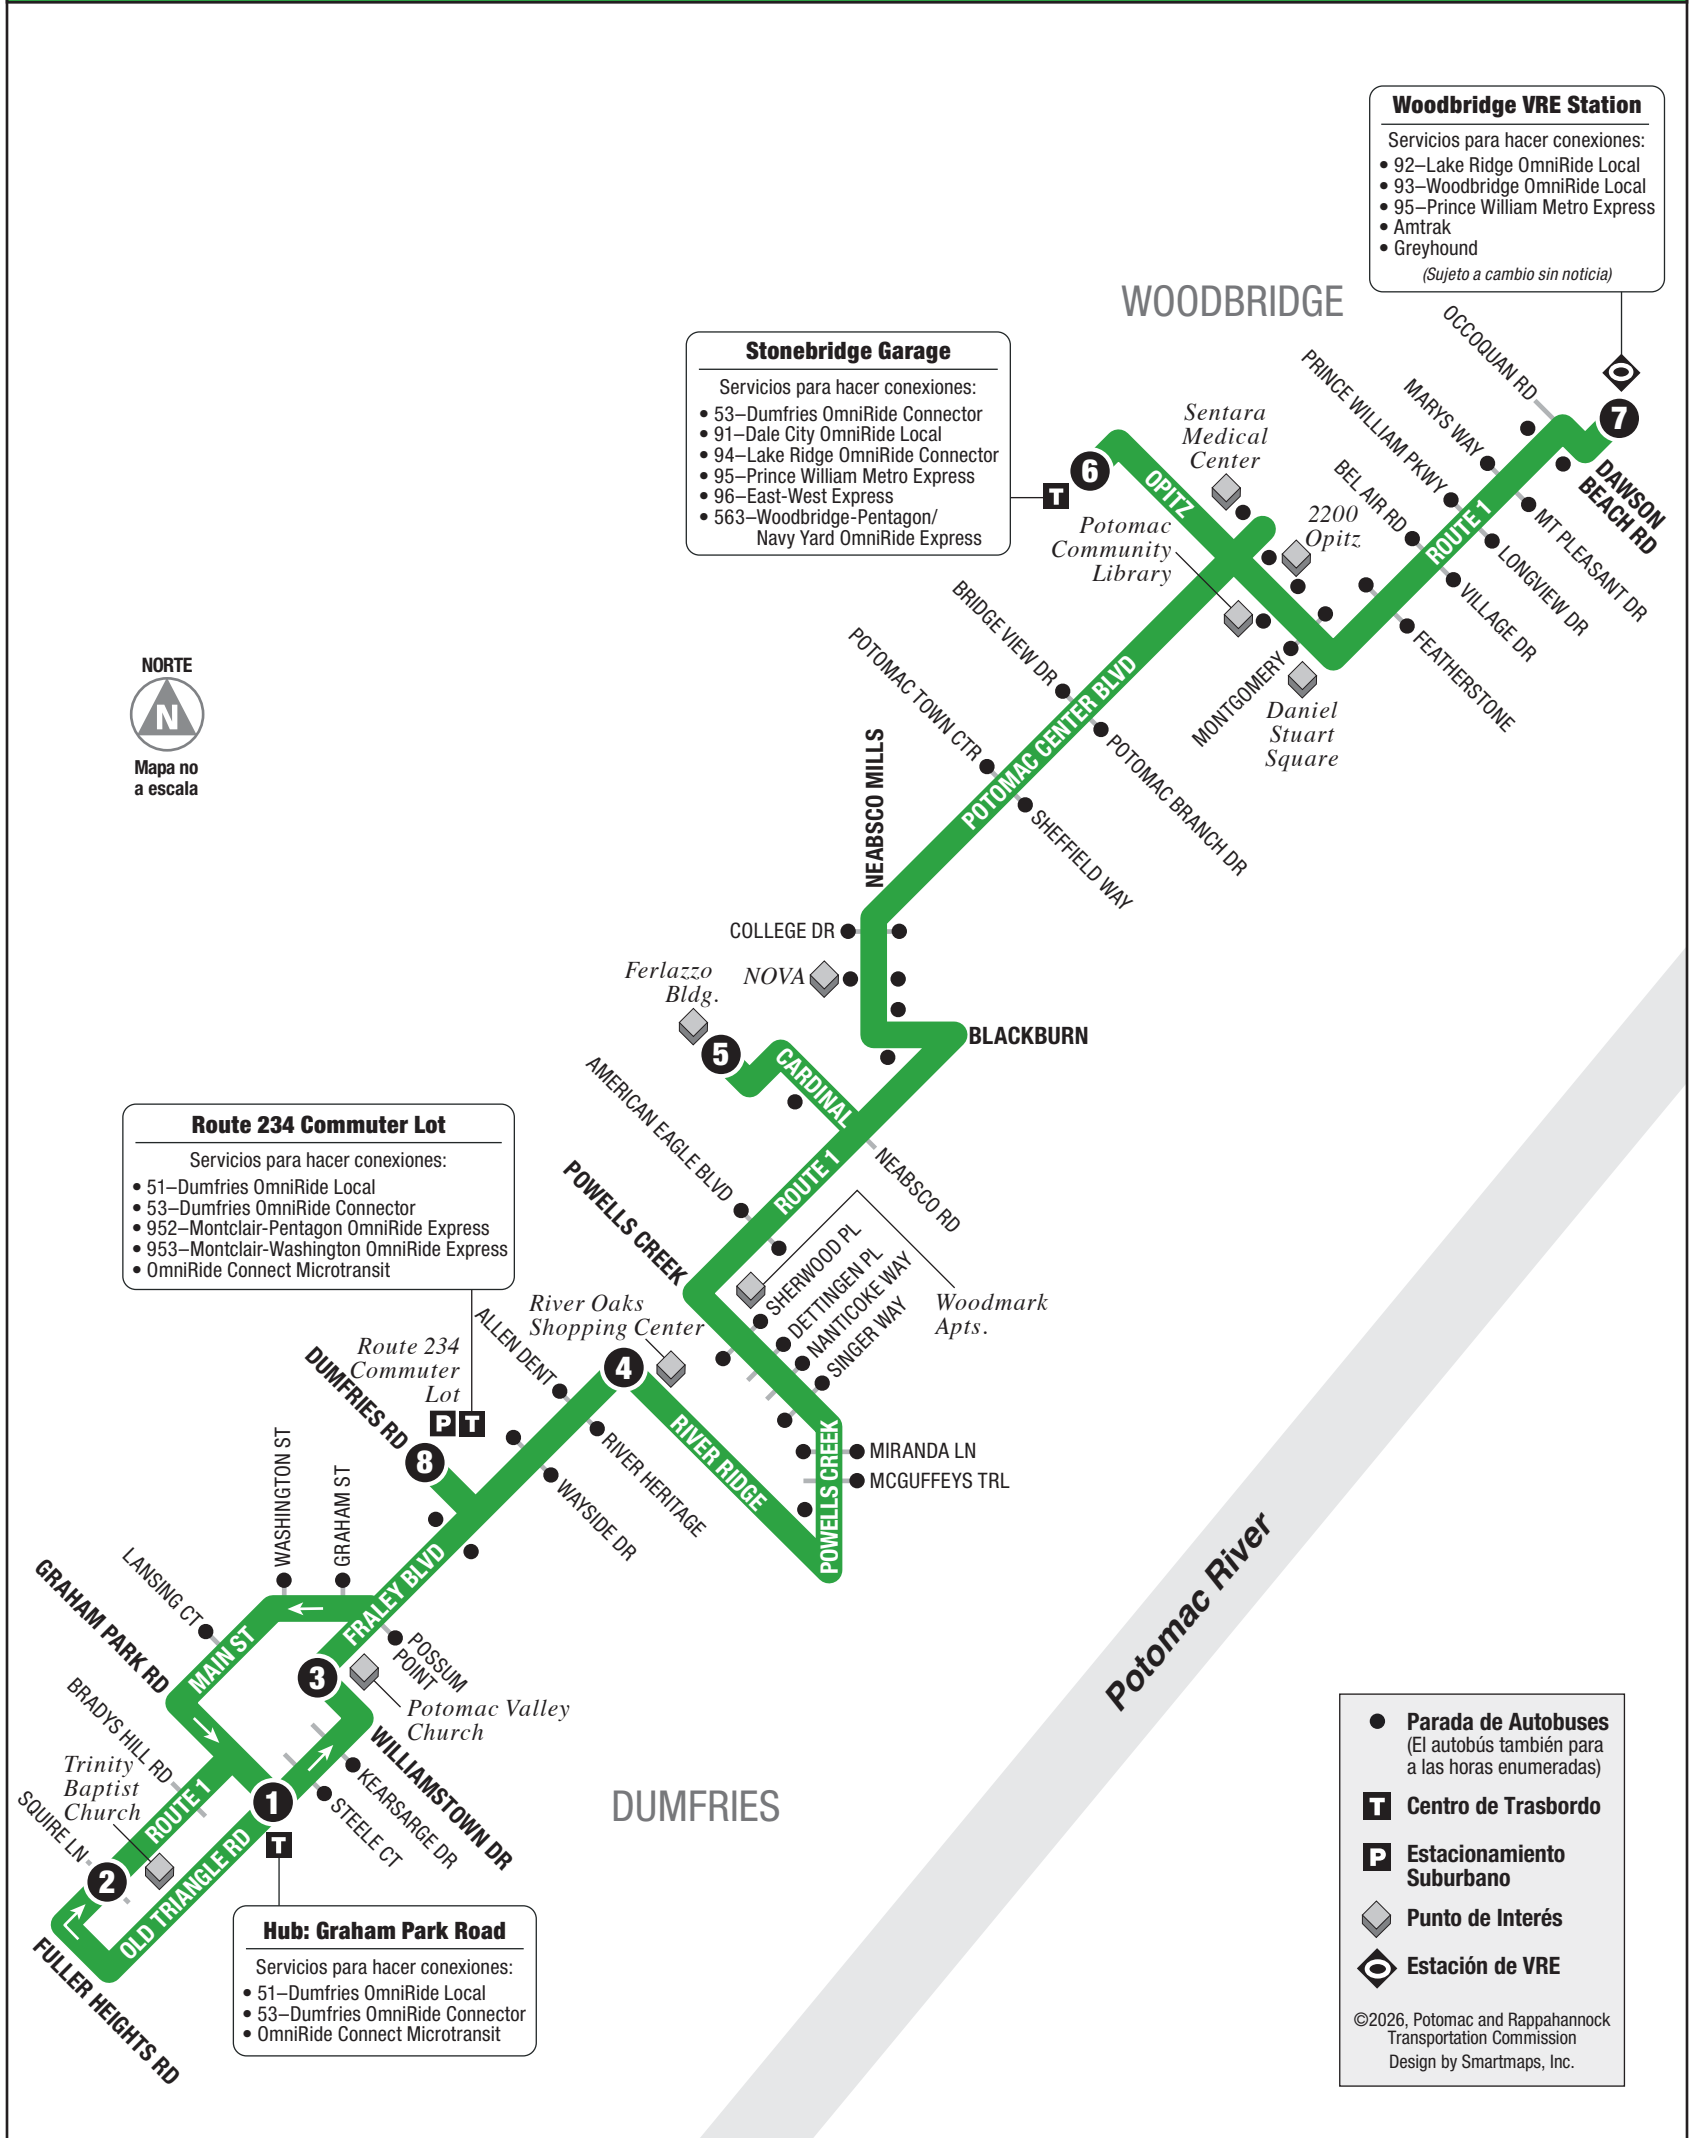 Woodbridge VRE Station
Servicios para hacer conexiones:
• 92–Lake Ridge OmniRide Local
• 93–Woodbridge OmniRide Local
• 95–Prince William Metro Express
• Amtrak
• Greyhound
(Sujeto a cambio sin noticia)
WOODBRIDGE
Stonebridge Garage
Servicios para hacer conexiones:
• 53–Dumfries OmniRide Connector
• 91–Dale City OmniRide Local
• 94–Lake Ridge OmniRide Connector
• 95–Prince William Metro Express
• 96–East-West Express
• 563–Woodbridge-Pentagon/
Navy Yard OmniRide Express
T
6
7
OCCOQUAN RD
PRINCE WILLIAM PKWY
MARYS WAY
BEL AIR RD
DAWSON
BEACH RD
ROUTE 1
MT PLEASANT DR
LONGVIEW DR
VILLAGE DR
FEATHERSTONE
OPITZ
Sentara
Medical
Center
2200
Opitz
Potomac
Community
Library
MONTGOMERY
Daniel
Stuart
Square
BRIDGE VIEW DR
POTOMAC TOWN CTR
POTOMAC CENTER BLVD
POTOMAC BRANCH DR
SHEFFIELD WAY
NORTE
N
Mapa no
a escala
NEABSCO MILLS
COLLEGE DR
NOVA
Ferlazzo
Bldg.
5
CARDINAL
BLACKBURN
AMERICAN EAGLE BLVD
ROUTE 1
NEABSCO RD
POWELLS CREEK
Route 234 Commuter Lot
Servicios para hacer conexiones:
• 51–Dumfries OmniRide Local
• 53–Dumfries OmniRide Connector
• 952–Montclair-Pentagon OmniRide Express
• 953–Montclair-Washington OmniRide Express
• OmniRide Connect Microtransit
SHERWOOD PL
DETTINGEN PL
NANTICOKE WAY
SINGER WAY
Woodmark
Apts.
River Oaks
Shopping Center
ALLEN DENT
4
Route 234
Commuter
Lot
P T
DUMFRIES RD
8
RIVER RIDGE
RIVER HERITAGE
WAYSIDE DR
POWELLS CREEK
MIRANDA LN
MCGUFFEYS TRL
WASHINGTON ST
GRAHAM ST
LANSING CT
GRAHAM PARK RD
FRALEY BLVD
MAIN ST
POSSUM
POINT
3
Potomac Valley
Church
BRADYS HILL RD
Trinity
Baptist
Church
SQUIRE LN
ROUTE 1
1
T
2
OLD TRIANGLE RD
KEARSARGE DR
STEELE CT
WILLIAMSTOWN DR
FULLER HEIGHTS RD
DUMFRIES
Hub: Graham Park Road
Servicios para hacer conexiones:
• 51–Dumfries OmniRide Local
• 53–Dumfries OmniRide Connector
• OmniRide Connect Microtransit
Potomac River
Parada de Autobuses
(El autobús también para
a las horas enumeradas)
T Centro de Trasbordo
P Estacionamiento
Suburbano
Punto de Interés
Estación de VRE
©2026, Potomac and Rappahannock
Transportation Commission
Design by Smartmaps, Inc.